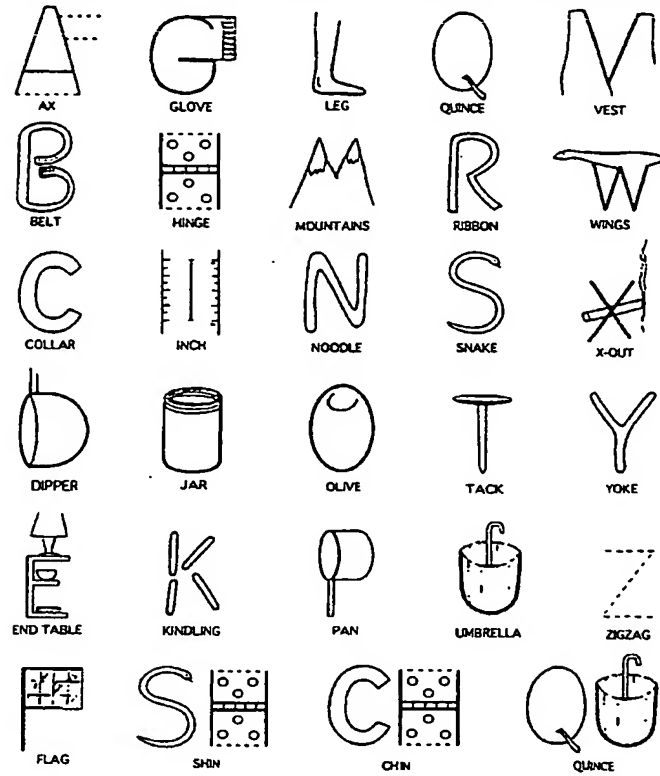 AX GLOVE LEG QUINCE VEST
BELT HINGE MOUNTAINS RIBBON WINGS
COLLAR INCH NOODLE SNAKE X-OUT
DIPPER JAR OLIVE TACK YOKE
END TABLE KINDLING PAN UMBRELLA ZIGZAG
FLAG SHIN CHIN QUINCE